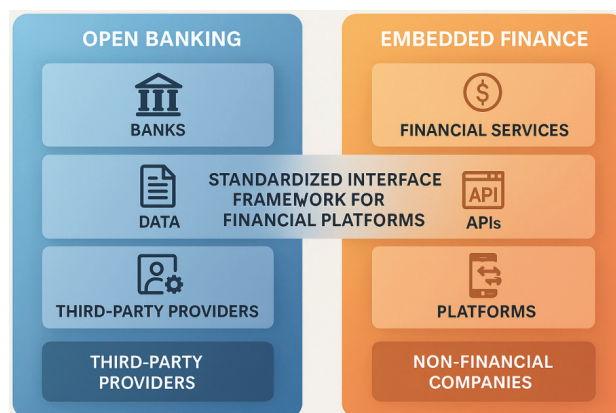 OPEN BANKING
BANKS
DATA
THIRD-PARTY PROVIDERS
THIRD-PARTY
PROVIDERS
STANDARDIZED INTERFACE
FRAMEWORK FOR
FINANCIAL PLATFORMS
EMBEDDED FINANCE
$
FINANCIAL SERVICES
API
APIs
PLATFORMS
NON-FINANCIAL
COMPANIES